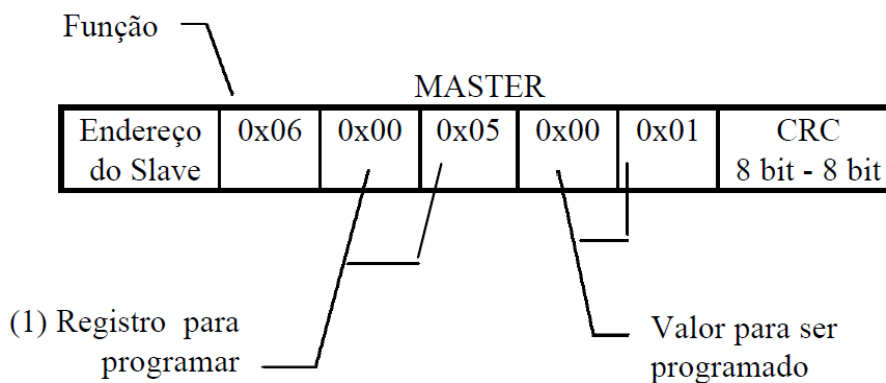 Função
MASTER
Endereço do Slave 0x06 0x00 0x05 0x00 0x01 CRC 8 bit - 8 bit
(1) Registro para
programar
Valor para ser
programado